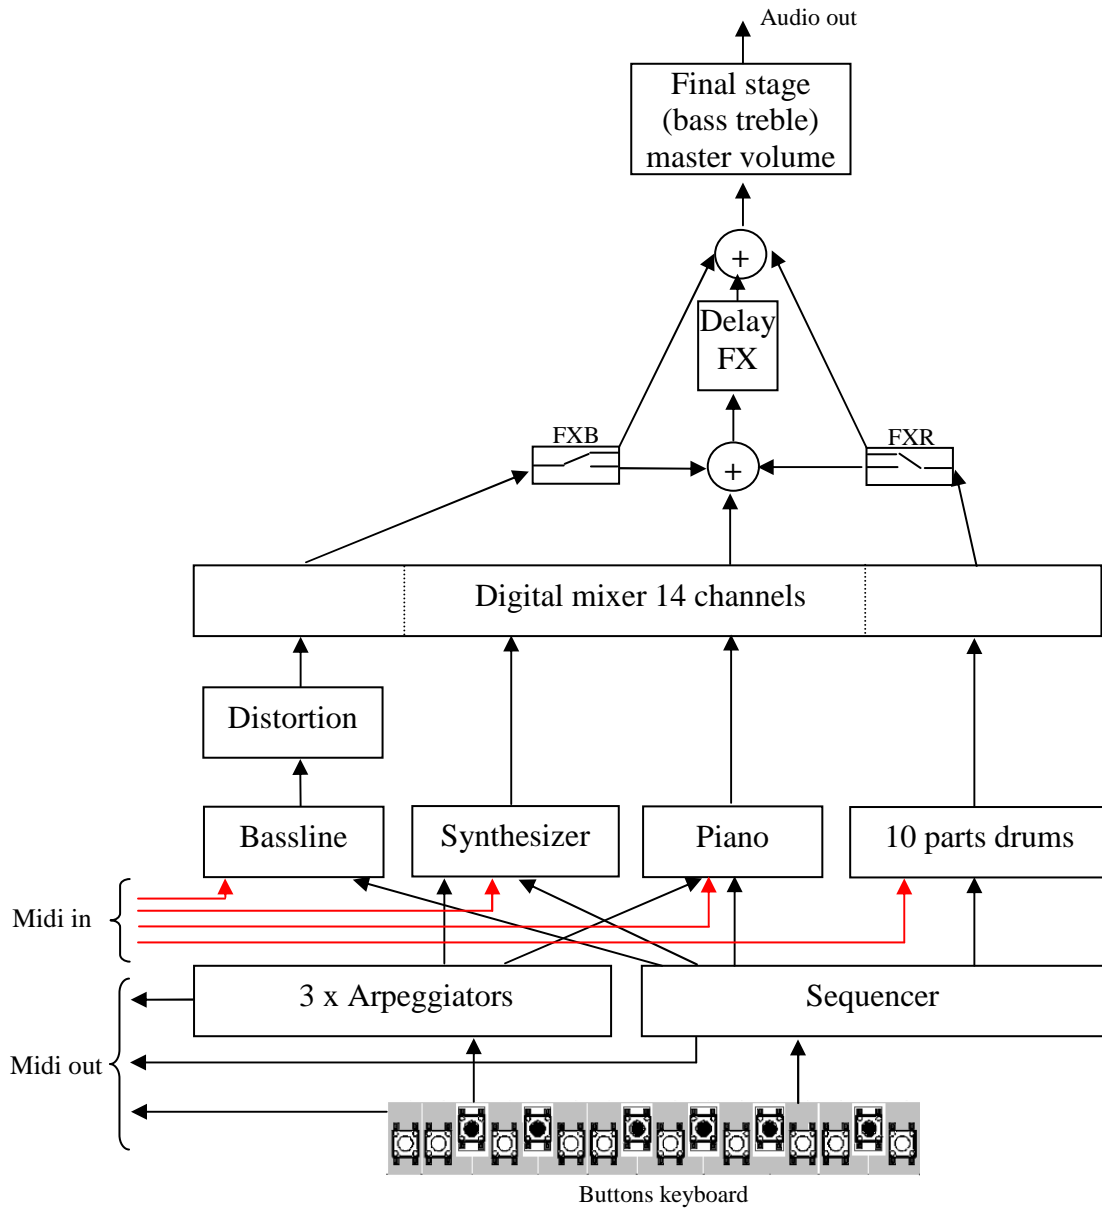 Audio out
Final stage
(bass treble)
master volume
+
Delay
FX
FXB
FXR
+
Digital mixer 14 channels
Distortion
Bassline
Synthesizer
Piano
10 parts drums
Midi in
3 x Arpeggiators
Sequencer
Midi out
Buttons keyboard